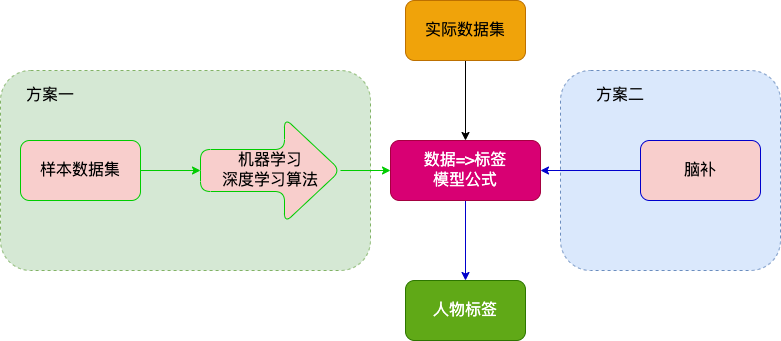 实际数据集
方案一
方案二
样本数据集
机器学习
深度学习算法
数据=>标签
模型公式
脑补
人物标签